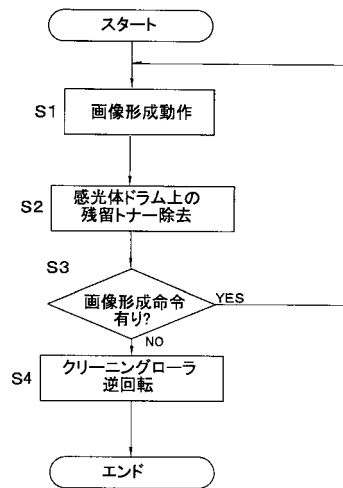 スタート
S1
画像形成動作
S2
感光体ドラム上の
残留トナー除去
S3
画像形成命令
有り?
YES
NO
S4
クリーニングローラ
逆回転
エンド